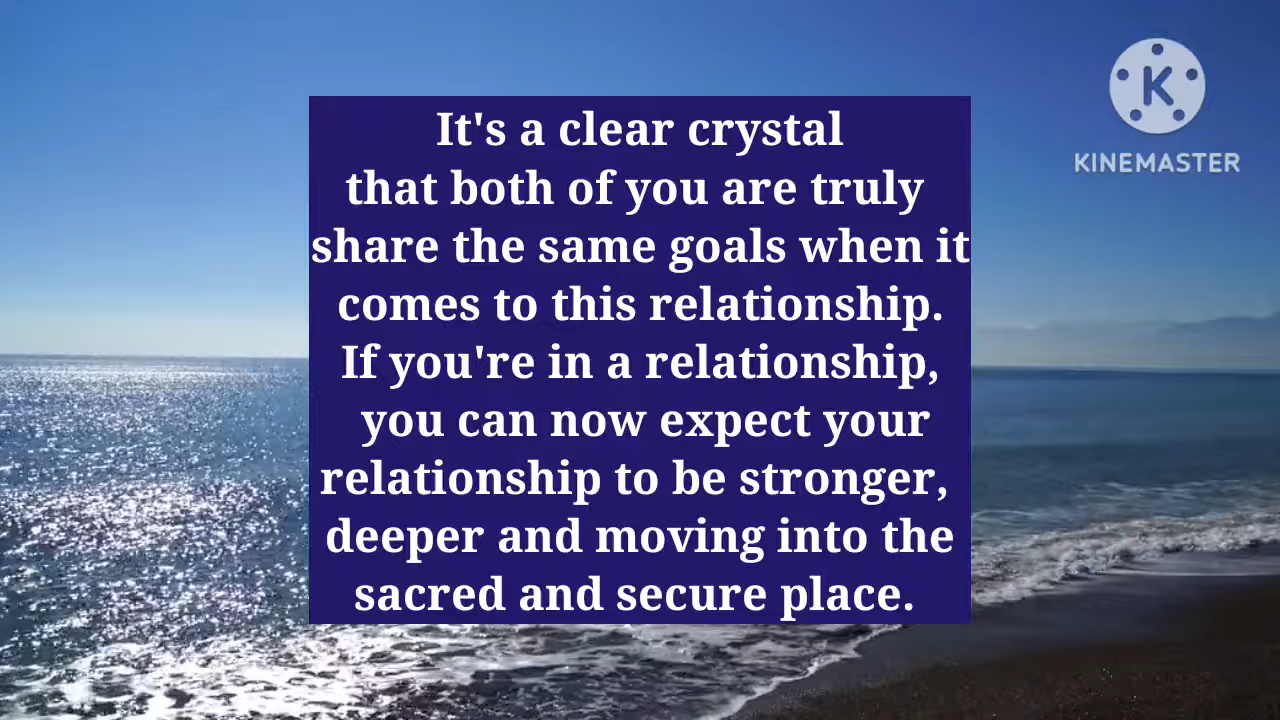 It's a clear crystal
that both of you are truly
share the same goals when it
comes to this relationship.
If you're in a relationship,
you can now expect your
relationship to be stronger,
deeper and moving into the
sacred and secure place.
K
KINEMASTER